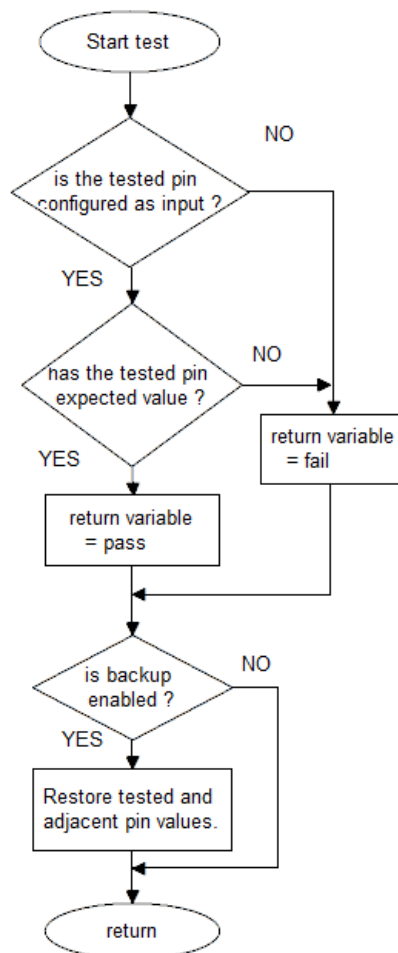 Start test
NO
is the tested pin
configured as input ?
YES
NO
has the tested pin
expected value ?
YES
return variable
= fail
return variable
= pass
NO
is backup
enabled ?
YES
Restore tested and
adjacent pin values.
return